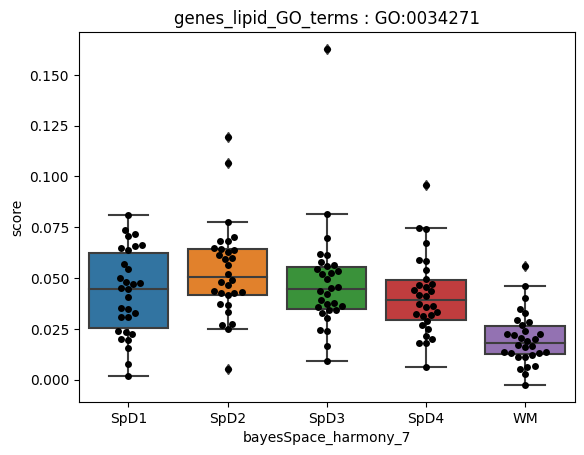 genes_lipid_GO_terms : GO:0034271
score
0.150
0.125
0.100
0.075
0.050
0.025
0.000
SpD1 SpD2 SpD3 SpD4 WM
bayesSpace_harmony_7